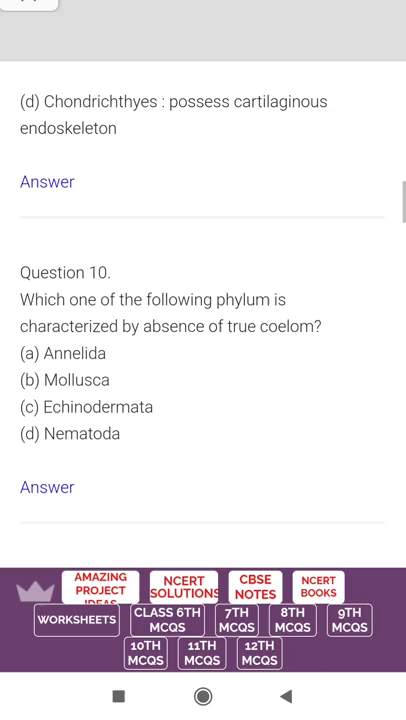 (d) Chondrichthyes : possess cartilaginous
endoskeleton
Answer
Question 10.
Which one of the following phylum is
characterized by absence of true coelom?
(a) Annelida
(b) Mollusca
(c) Echinodermata
(d) Nematoda
Answer
AMAZING
PROJECT
IDEAS
NCERT
SOLUTIONS
CBSE
NOTES
NCERT
BOOKS
WORKSHEETS
CLASS 6TH
MCQS
7TH
MCQS
8TH
MCQS
9TH
MCQS
10TH
MCQS
11TH
MCQS
12TH
MCQS